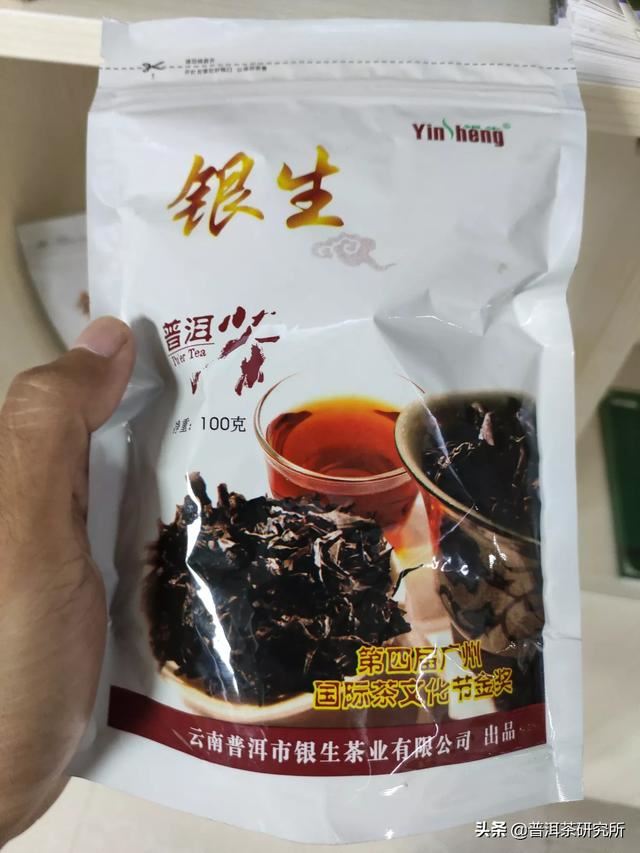 Yinsheng®
银生
普洱茶
Pu'er Tea
100克
第四届广州
国际茶文化节金奖
云南普洱市银生茶业有限公司 出品
头条 @普洱茶研究所